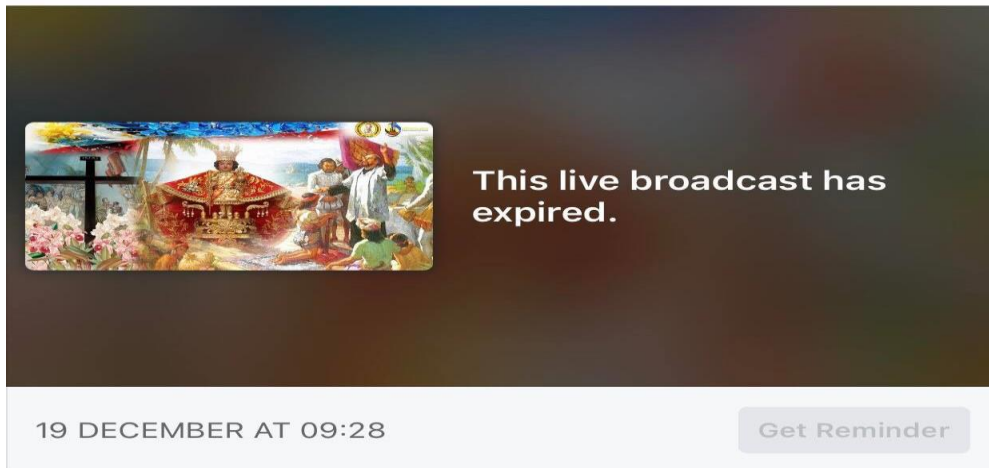 This live broadcast has
expired.
19 DECEMBER AT 09:28
Get Reminder